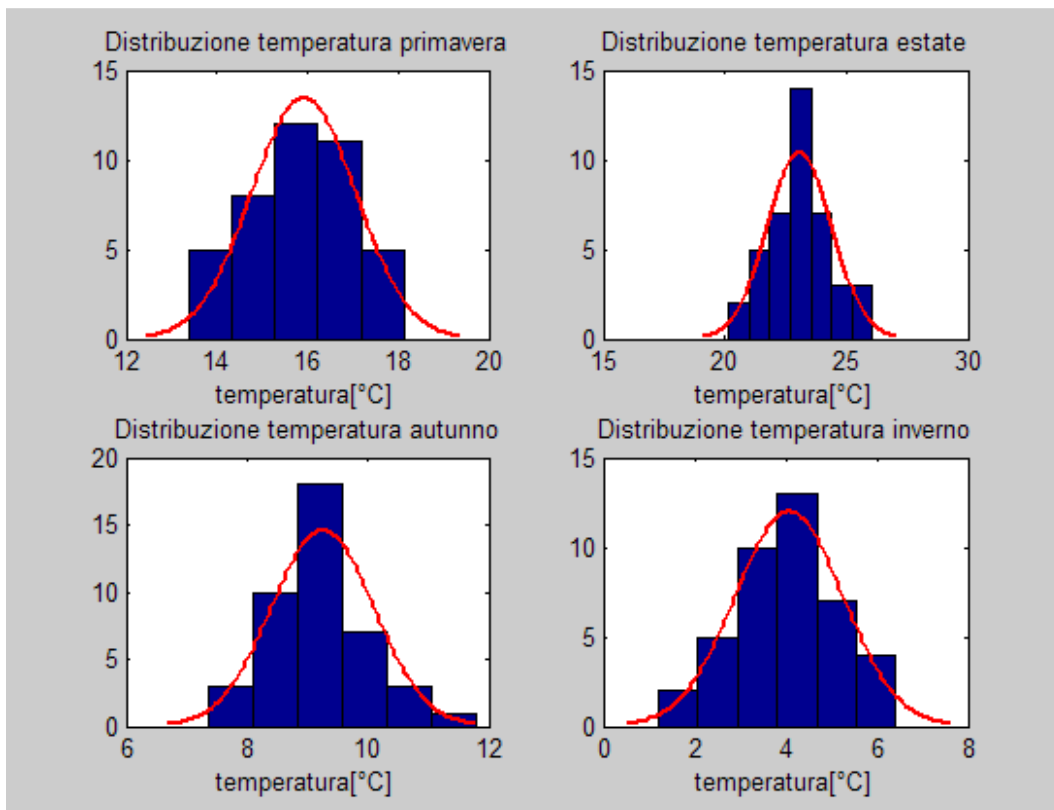 Distribuzione temperatura primavera
15
10
5
0
12 14 16 18 20
temperatura[°C]
Distribuzione temperatura estate
15
10
5
0
15 20 25 30
temperatura[°C]
Distribuzione temperatura autunno
20
15
10
5
0
6 8 10 12
temperatura[°C]
Distribuzione temperatura inverno
15
10
5
0
0 2 4 6 8
temperatura[°C]